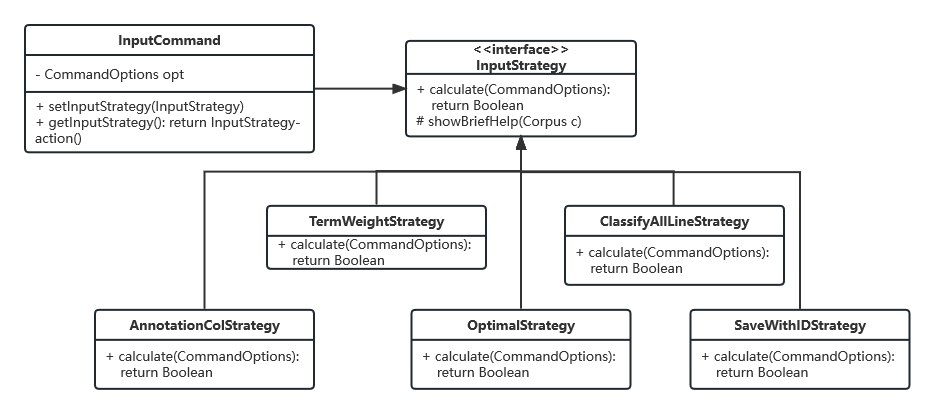 InputCommand
- CommandOptions opt
+ setInputStrategy(InputStrategy)
+ getInputStrategy(): return InputStrategy-
action()
<<interface>>
InputStrategy
+ calculate(CommandOptions):
return Boolean
# showBriefHelp(Corpus c)
TermWeightStrategy
+ calculate(CommandOptions):
return Boolean
ClassifyAllLineStrategy
+ calculate(CommandOptions):
return Boolean
AnnotationColStrategy
+ calculate(CommandOptions):
return Boolean
OptimalStrategy
+ calculate(CommandOptions):
return Boolean
SaveWithIDStrategy
+ calculate(CommandOptions):
return Boolean